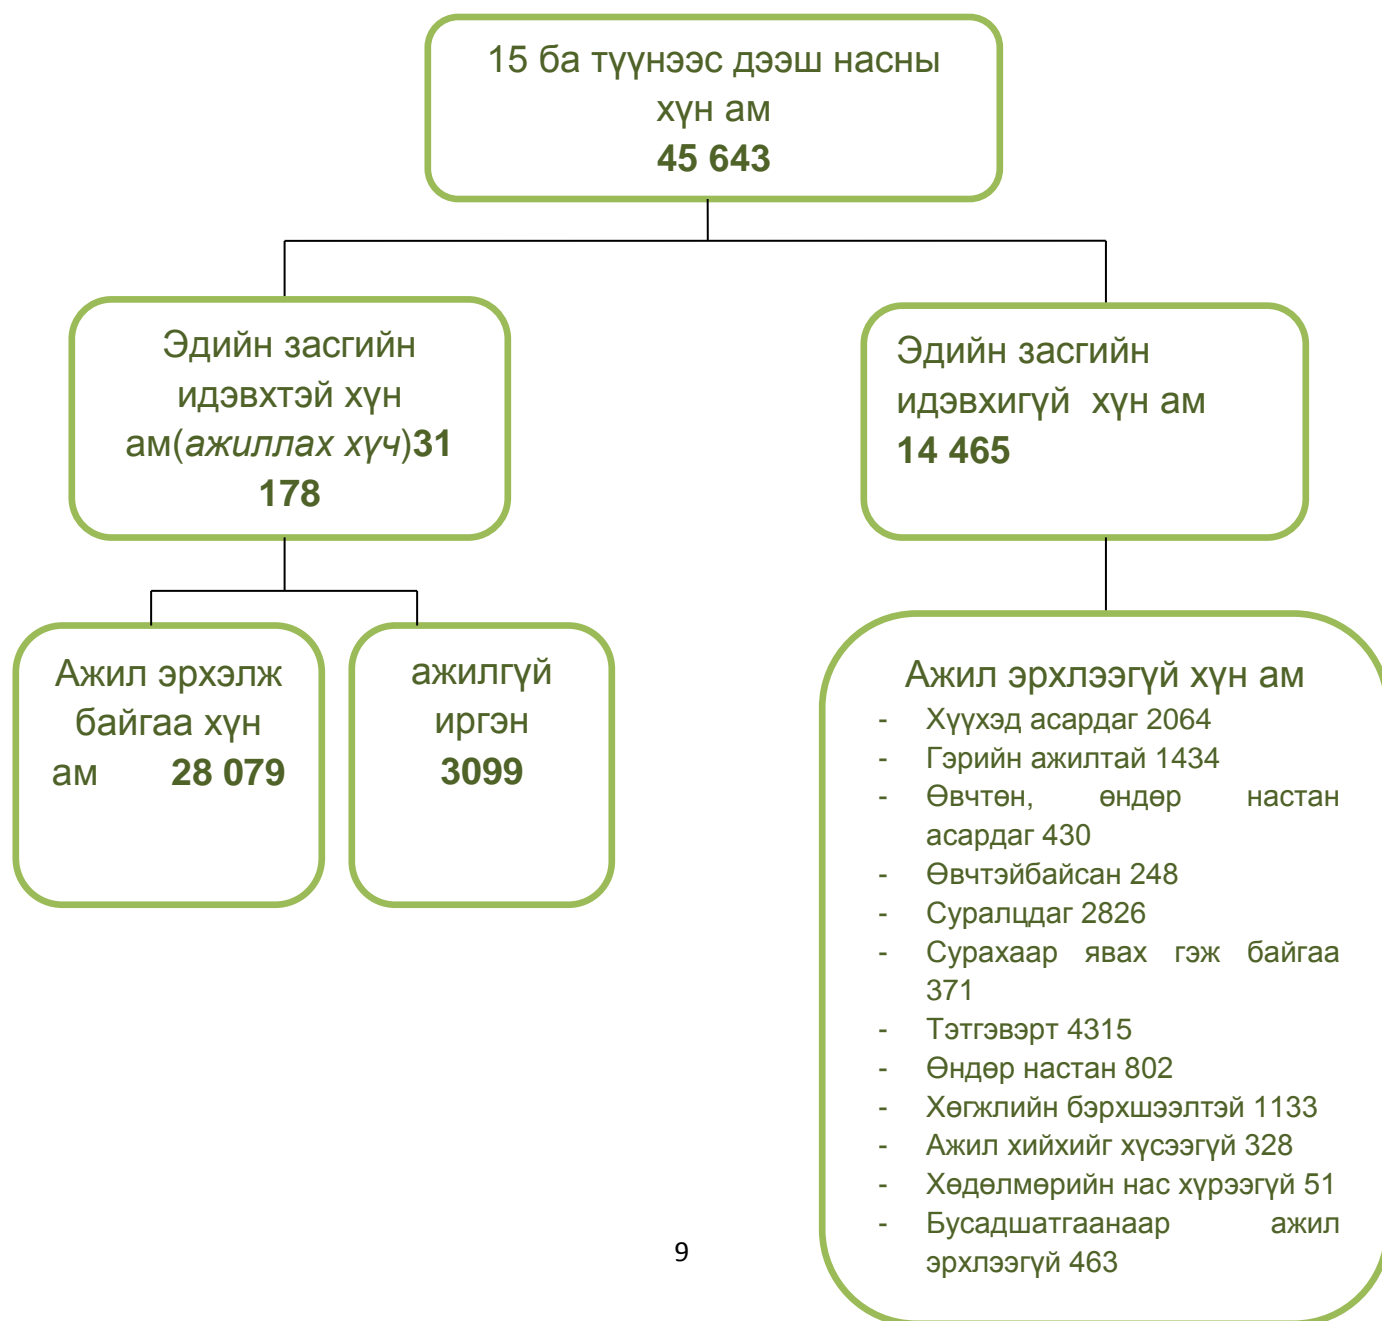 15 ба түүнээс дээш насны
хүн ам
45 643
Эдийн засгийн
идэвхтэй хүн
ам(ажиллах хүч)31
178
Эдийн засгийн
идэвхигүй хүн ам
14 465
Ажил эрхэлж
байгаа хүн
ам 28 079
ажилгүй
иргэн
3099
Ажил эрхлээгүй хүн ам
- Хүүхэд асардаг 2064
- Гэрийн ажилтай 1434
- Өвчтөн, өндөр настан
асардаг 430
- Өвчтэйбайсан 248
- Суралцдаг 2826
- Сурахаар явах гэж байгаа
371
- Тэтгэвэрт 4315
- Өндөр настан 802
- Хөгжлийн бэрхшээлтэй 1133
- Ажил хийхийг хүсээгүй 328
- Хөдөлмөрийн нас хүрээгүй 51
- Бусадшатгаанаар ажил
эрхлээгүй 463
9